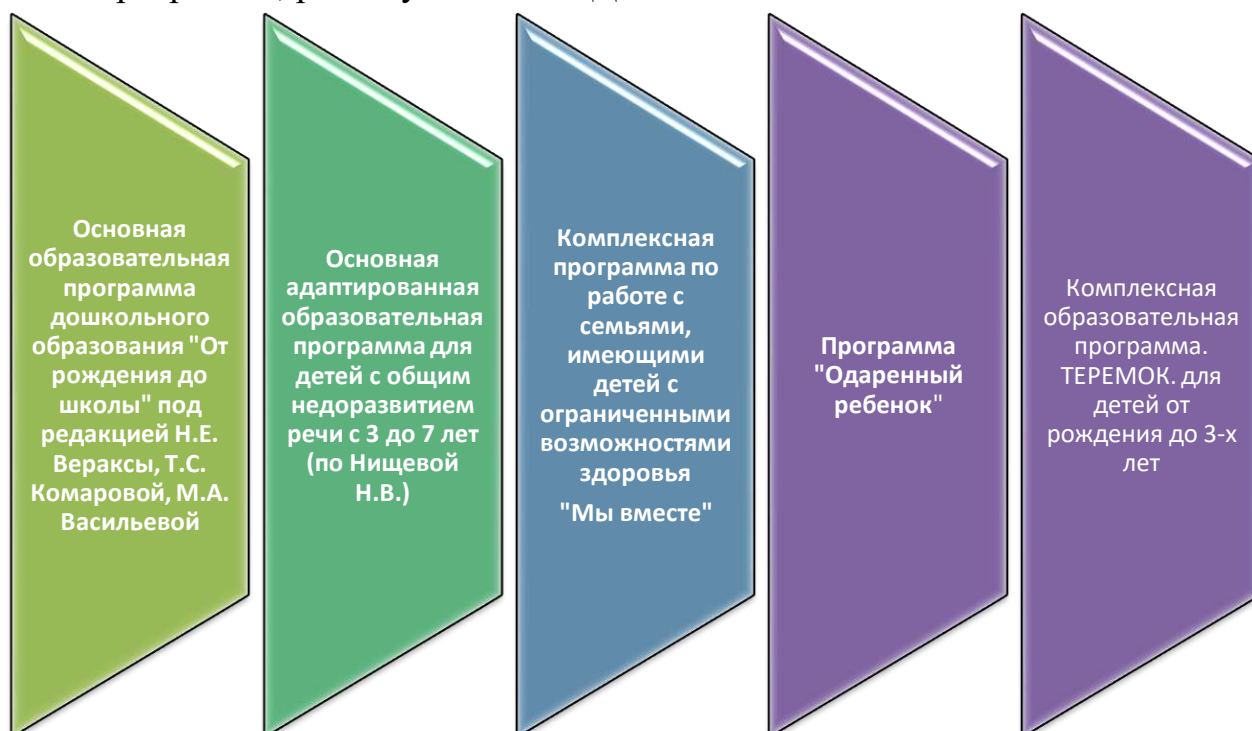 Основная
образовательная
программа
дошкольного
образования "От
рождения до
школы" под
редакцией Н.Е.
Вераксы, Т.С.
Комаровой, М.А.
Васильевой
Основная
адаптированная
образовательная
программа для
детей с общим
недоразвитием
речи с 3 до 7 лет
(по Нищевой
Н.В.)
Комплексная
программа по
работе с
семьями,
имеющими
детей с
ограниченными
возможностями
здоровья
"Мы вместе"
Программа
"Одаренный
ребенок"
Комплексная
образовательная
программа.
ТЕРЕМОК. для
детей от
рождения до 3-х
лет